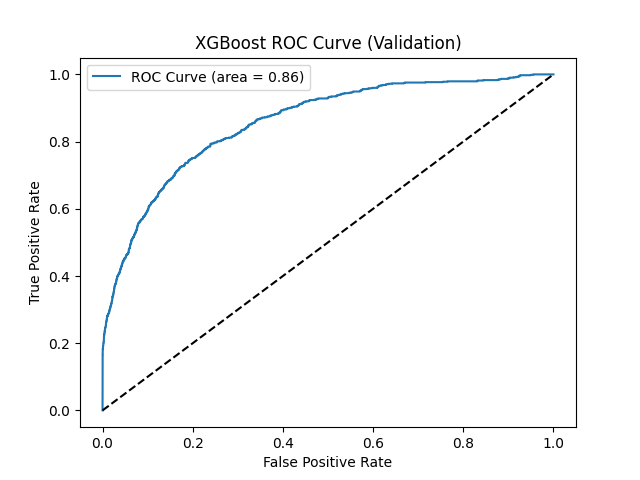 XGBoost ROC Curve (Validation)
ROC Curve (area = 0.86)
True Positive Rate
1.0
0.8
0.6
0.4
0.2
0.0
0.0 0.2 0.4 0.6 0.8 1.0
False Positive Rate